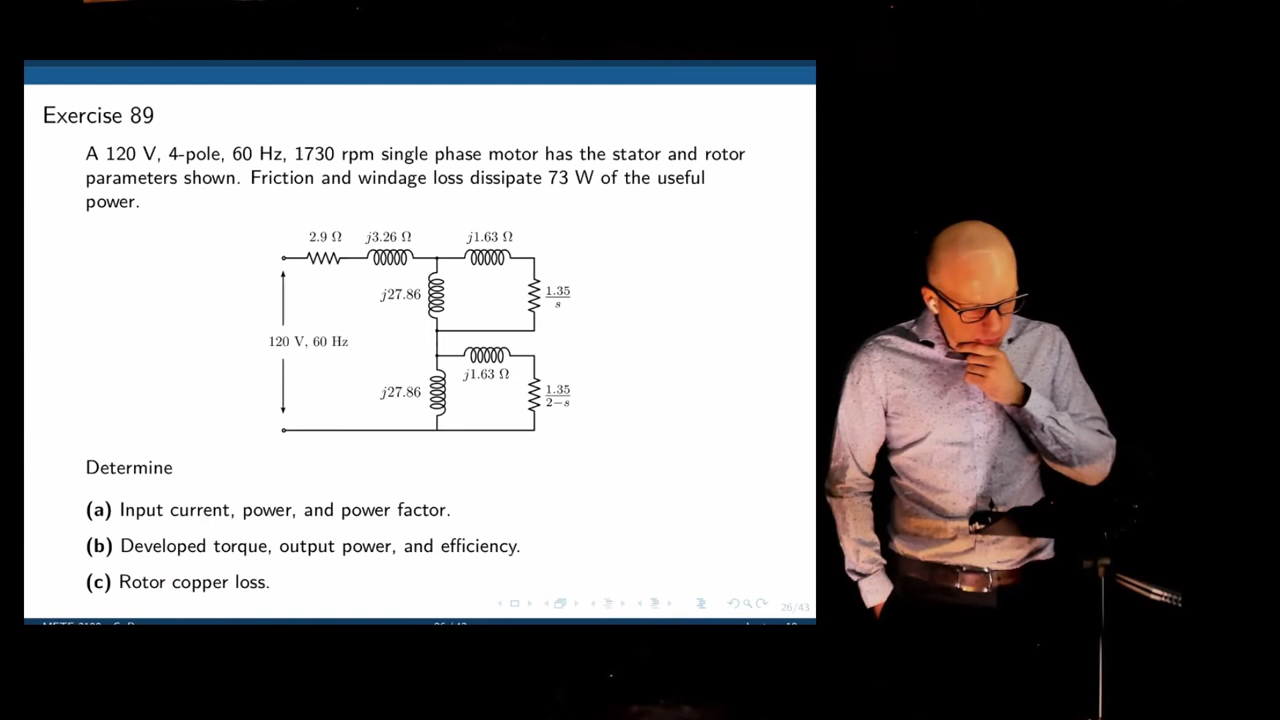 Exercise 89
A 120 V, 4-pole, 60 Hz, 1730 rpm single phase motor has the stator and rotor
parameters shown. Friction and windage loss dissipate 73 W of the useful
power.
2.9 Ω j3.26 Ω j1.63 Ω
j27.86 1.35/s
120 V, 60 Hz
j1.63 Ω
j27.86 1.35/2−s
Determine
(a) Input current, power, and power factor.
(b) Developed torque, output power, and efficiency.
(c) Rotor copper loss.
26/43